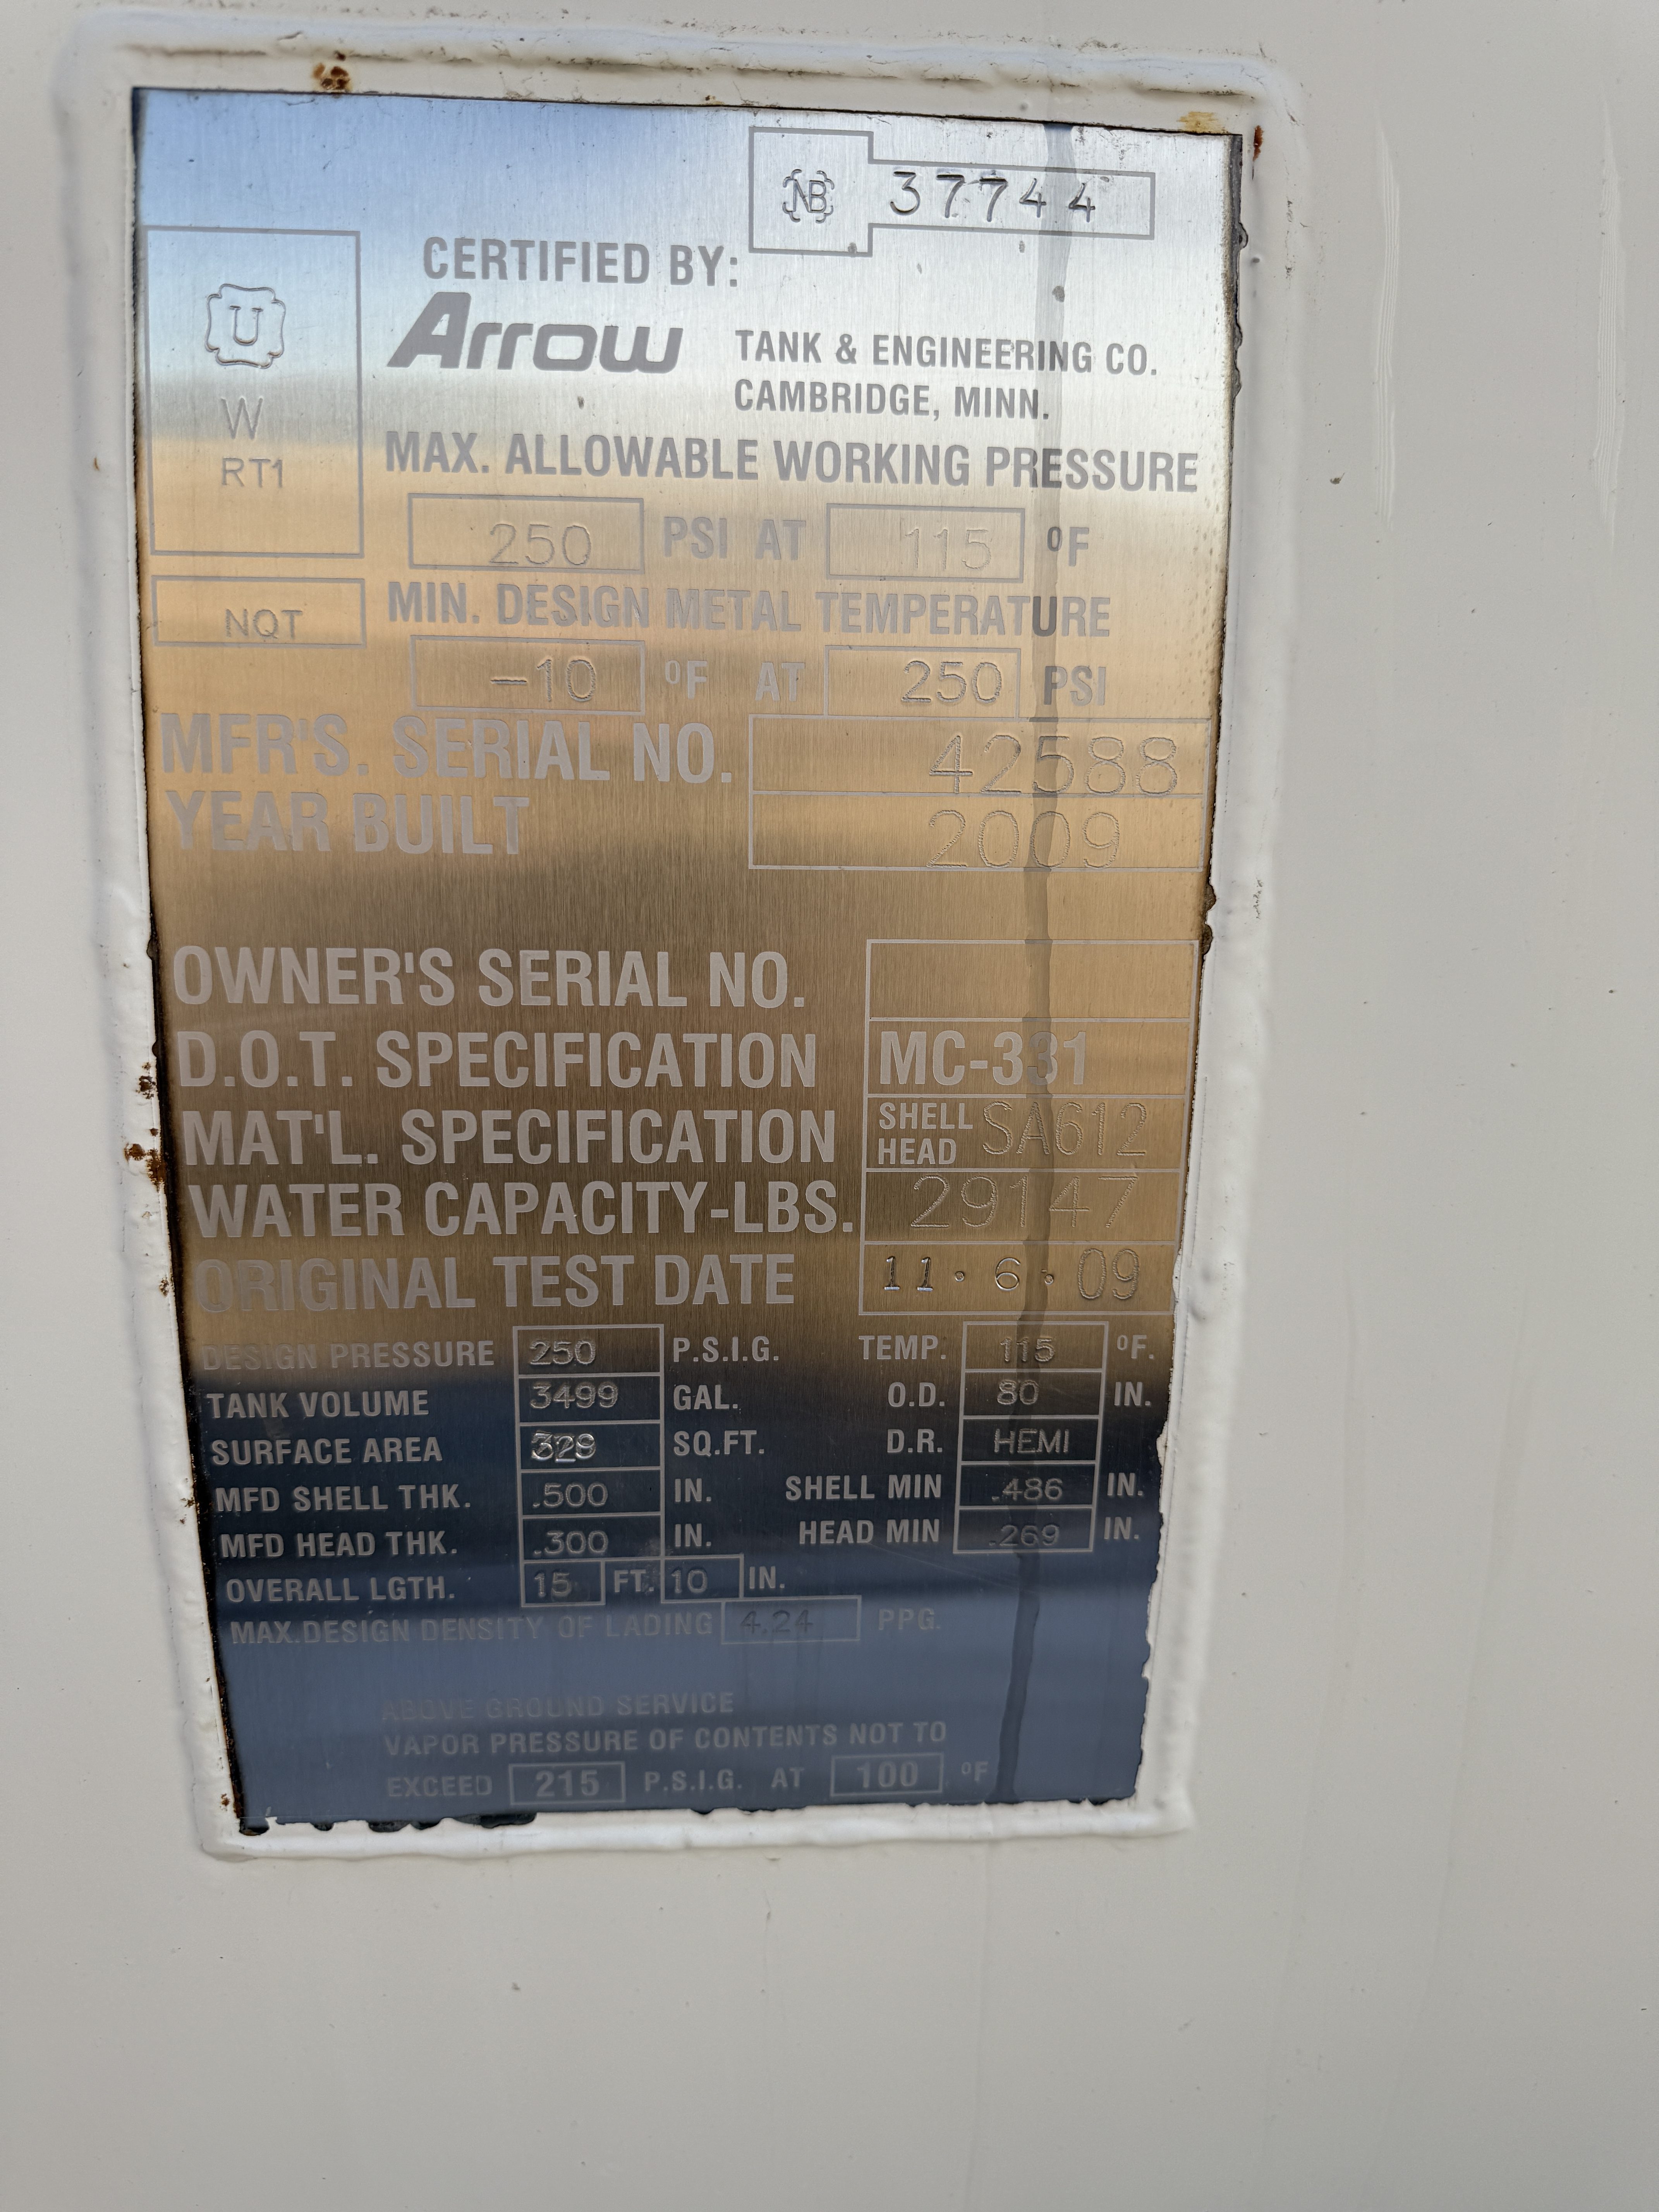 NB 37744
CERTIFIED BY:
U
Arrow TANK & ENGINEERING CO.
CAMBRIDGE, MINN.
W
RT1
MAX. ALLOWABLE WORKING PRESSURE
250 PSI AT 115 ºF
NQT
MIN. DESIGN METAL TEMPERATURE
-10 ºF AT 250 PSI
MFR'S. SERIAL NO. 42588
YEAR BUILT 2009
OWNER'S SERIAL NO.
D.O.T. SPECIFICATION MC-331
MAT'L. SPECIFICATION SHELL HEAD SA612
WATER CAPACITY-LBS. 29147
ORIGINAL TEST DATE 11·6·09
DESIGN PRESSURE 250 P.S.I.G. TEMP. 115 ºF.
TANK VOLUME 3499 GAL. O.D. 80 IN.
SURFACE AREA SQ.FT. D.R. HEMI
MFD SHELL THK. .500 IN. SHELL MIN .486 IN.
MFD HEAD THK. .300 IN. HEAD MIN .269 IN.
OVERALL LGTH. 15 FT. 10 IN.
MAX.DESIGN DENSITY OF LADING 4.24 PPG.
ABOVE GROUND SERVICE
VAPOR PRESSURE OF CONTENTS NOT TO
EXCEED 215 P.S.I.G. AT 100 ºF